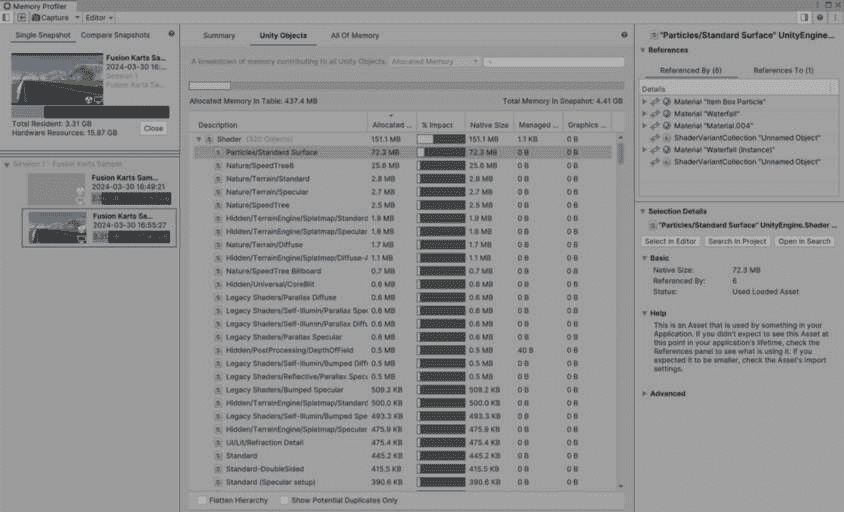 Memory Profiler
Capture Editor
Single Snapshot Compare Snapshots
Fusion Karts Sa...
2024-03-30 16:...
Session 1
Fusion Karts Sa...
Total Resident: 3.31 GB
Hardware Resources: 15.87 GB
Close
Session 1 - Fusion Karts Sample
Fusion Karts Sam...
2024-03-30 16:49:21
Fusion Karts Sa...
2024-03-30 16:55:27
Summary Unity Objects All Of Memory
A breakdown of memory contributing to all Unity Objects. Allocated Memory
Allocated Memory In Table: 437.4 MB Total Memory In Snapshot: 4.41 GB
Description Allocated ... % Impact Native Size Managed ... Graphics ...
Shader (320 Objects) 151.1 MB 151.1 MB 1.1 KB 0 B
Particles/Standard Surface 72.3 MB 72.3 MB 0 B 0 B
Nature/SpeedTree8 25.6 MB 25.6 MB 0 B 0 B
Nature/Terrain/Standard 2.8 MB 2.8 MB 0 B 0 B
Nature/Terrain/Specular 2.7 MB 2.7 MB 0 B 0 B
Nature/SpeedTree 2.5 MB 2.5 MB 0 B 0 B
Hidden/TerrainEngine/Splatmap/Standard 1.9 MB 1.9 MB 0 B 0 B
Hidden/TerrainEngine/Splatmap/Specular 1.9 MB 1.9 MB 0 B 0 B
Nature/Terrain/Diffuse 1.7 MB 1.7 MB 0 B 0 B
Hidden/TerrainEngine/Splatmap/Diffuse-A 1.1 MB 1.1 MB 0 B 0 B
Nature/SpeedTree Billboard 0.7 MB 0.7 MB 0 B 0 B
Hidden/Universal/CoreBlit 0.6 MB 0.7 MB 0 B 0 B
Legacy Shaders/Parallax Diffuse 0.6 MB 0.6 MB 0 B 0 B
Legacy Shaders/Self-Illumin/Parallax Spec 0.6 MB 0.6 MB 0 B 0 B
Legacy Shaders/Self-Illumin/Parallax Diffu 0.6 MB 0.6 MB 0 B 0 B
Legacy Shaders/Parallax Specular 0.6 MB 0.6 MB 0 B 0 B
Hidden/PostProcessing/DepthOfField 0.5 MB 0.5 MB 40 B 0 B
Legacy Shaders/Self-Illumin/Bumped Spec 0.5 MB 0.5 MB 0 B 0 B
Legacy Shaders/Reflective/Parallax Specu 0.5 MB 0.5 MB 0 B 0 B
Legacy Shaders/Bumped Specular 509.2 KB 509.2 KB 0 B 0 B
Hidden/TerrainEngine/Splatmap/Standard 500.0 KB 500.0 KB 0 B 0 B
Legacy Shaders/Self-Illumin/Bumped Spe 493.3 KB 493.3 KB 0 B 0 B
Hidden/TerrainEngine/Splatmap/Specular 475.9 KB 475.9 KB 0 B 0 B
UI/Lit/Refraction Detail 475.4 KB 475.4 KB 0 B 0 B
Standard 445.2 KB 445.2 KB 0 B 0 B
Standard-DoubleSided 415.5 KB 415.5 KB 0 B 0 B
Standard (Specular setup) 390.6 KB 390.6 KB 0 B 0 B
Flatten Hierarchy Show Potential Duplicates Only
"Particles/Standard Surface" UnityEngine...
References
Referenced By (6) References To (1)
Details
Material "Item Box Particle"
Material "Waterfall"
Material "Material.004"
ShaderVariantCollection "Unnamed Object"
Material "Waterfall (Instance)"
ShaderVariantCollection "Unnamed Object"
Selection Details
"Particles/Standard Surface" UnityEngine.Shader ...
Select in Editor Search In Project Open In Search
Basic
Native Size: 72.3 MB
Referenced By: 6
Status: Used Loaded Asset
Help
This is an Asset that is used by something in your
Application. If you didn't expect to see this Asset at
this point in your application's lifetime, check the
References panel to see what is using it. If you
expected it to be smaller, check the Asset's import
settings.
Advanced